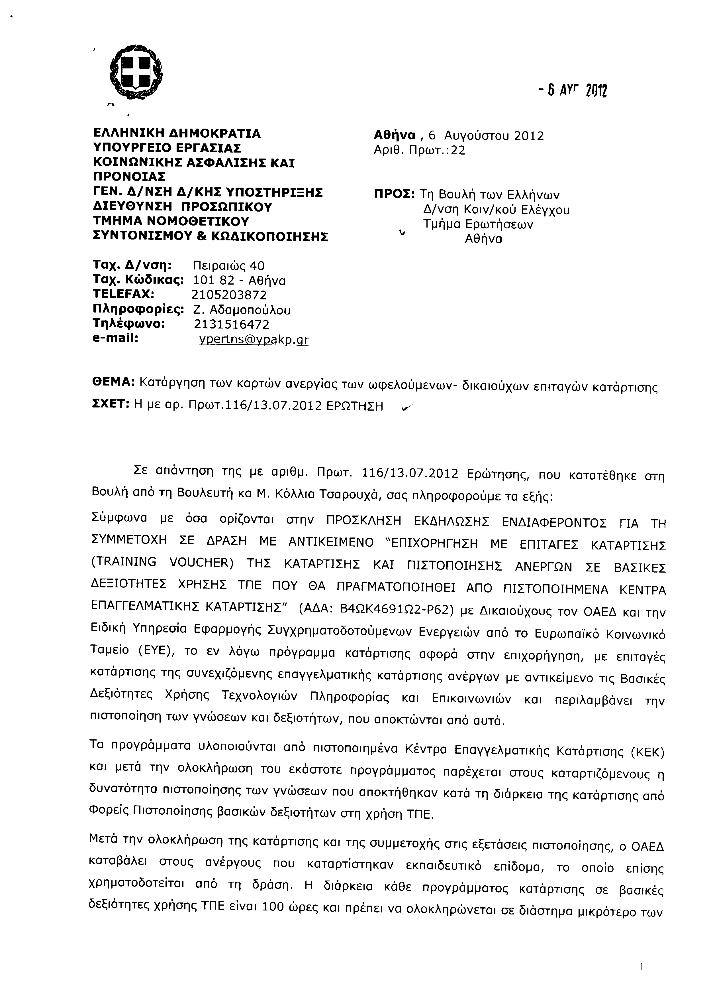 - 6 ΑΥΓ 2012
ΕΛΛΗΝΙΚΗ ΔΗΜΟΚΡΑΤΙΑ
ΥΠΟΥΡΓΕΙΟ ΕΡΓΑΣΙΑΣ
ΚΟΙΝΩΝΙΚΗΣ ΑΣΦΑΛΙΣΗΣ ΚΑΙ
ΠΡΟΝΟΙΑΣ
ΓΕΝ. Δ/ΝΣΗ Δ/ΚΗΣ ΥΠΟΣΤΗΡΙΞΗΣ
ΔΙΕΥΘΥΝΣΗ ΠΡΟΣΩΠΙΚΟΥ
ΤΜΗΜΑ ΝΟΜΟΘΕΤΙΚΟΥ
ΣΥΝΤΟΝΙΣΜΟΥ & ΚΩΔΙΚΟΠΟΙΗΣΗΣ
Αθήνα , 6 Αυγούστου 2012
Αριθ. Πρωτ.:22
ΠΡΟΣ: Τη Βουλή των Ελλήνων
Δ/νση Κοιν/κού Ελέγχου
Τμήμα Ερωτήσεων
Αθήνα
Ταχ. Δ/νση: Πειραιώς 40
Ταχ. Κώδικας: 101 82 - Αθήνα
TELEFAX: 2105203872
Πληροφορίες: Ζ. Αδαμοπούλου
Τηλέφωνο: 2131516472
e-mail: ypertns@ypakp.gr
ΘΕΜΑ: Κατάργηση των καρτών ανεργίας των ωφελούμενων- δικαιούχων επιταγών κατάρτισης
ΣΧΕΤ: Η με αρ. Πρωτ.116/13.07.2012 ΕΡΩΤΗΣΗ
Σε απάντηση της με αριθμ. Πρωτ. 116/13.07.2012 Ερώτησης, που κατατέθηκε στη
Βουλή από τη Βουλευτή κα Μ. Κόλλια Τσαρουχά, σας πληροφορούμε τα εξής:
Σύμφωνα με όσα ορίζονται στην ΠΡΟΣΚΛΗΣΗ ΕΚΔΗΛΩΣΗΣ ΕΝΔΙΑΦΕΡΟΝΤΟΣ ΓΙΑ ΤΗ
ΣΥΜΜΕΤΟΧΗ ΣΕ ΔΡΑΣΗ ΜΕ ΑΝΤΙΚΕΙΜΕΝΟ "ΕΠΙΧΟΡΗΓΗΣΗ ΜΕ ΕΠΙΤΑΓΕΣ ΚΑΤΑΡΤΙΣΗΣ
(TRAINING VOUCHER) ΤΗΣ ΚΑΤΑΡΤΙΣΗΣ ΚΑΙ ΠΙΣΤΟΠΟΙΗΣΗΣ ΑΝΕΡΓΩΝ ΣΕ ΒΑΣΙΚΕΣ
ΔΕΞΙΟΤΗΤΕΣ ΧΡΗΣΗΣ ΤΠΕ ΠΟΥ ΘΑ ΠΡΑΓΜΑΤΟΠΟΙΗΘΕΙ ΑΠΟ ΠΙΣΤΟΠΟΙΗΜΕΝΑ ΚΕΝΤΡΑ
ΕΠΑΓΓΕΛΜΑΤΙΚΗΣ ΚΑΤΑΡΤΙΣΗΣ" (ΑΔΑ: Β4ΩΚ4691Ω2-Ρ62) με Δικαιούχους τον ΟΑΕΔ και την
Ειδική Υπηρεσία Εφαρμογής Συγχρηματοδοτούμενων Ενεργειών από το Ευρωπαϊκό Κοινωνικό
Ταμείο (ΕΥΕ), το εν λόγω πρόγραμμα κατάρτισης αφορά στην επιχορήγηση, με επιταγές
κατάρτισης της συνεχιζόμενης επαγγελματικής κατάρτισης ανέργων με αντικείμενο τις Βασικές
Δεξιότητες Χρήσης Τεχνολογιών Πληροφορίας και Επικοινωνιών και περιλαμβάνει την
πιστοποίηση των γνώσεων και δεξιοτήτων, που αποκτώνται από αυτά.
Τα προγράμματα υλοποιούνται από πιστοποιημένα Κέντρα Επαγγελματικής Κατάρτισης (ΚΕΚ)
και μετά την ολοκλήρωση του εκάστοτε προγράμματος παρέχεται στους καταρτιζόμενους η
δυνατότητα πιστοποίησης των γνώσεων που αποκτήθηκαν κατά τη διάρκεια της κατάρτισης από
Φορείς Πιστοποίησης βασικών δεξιοτήτων στη χρήση ΤΠΕ.
Μετά την ολοκλήρωση της κατάρτισης και της συμμετοχής στις εξετάσεις πιστοποίησης, ο ΟΑΕΔ
καταβάλει στους ανέργους που καταρτίστηκαν εκπαιδευτικό επίδομα, το οποίο επίσης
χρηματοδοτείται από τη δράση. Η διάρκεια κάθε προγράμματος κατάρτισης σε βασικές
δεξιότητες χρήσης ΤΠΕ είναι 100 ώρες και πρέπει να ολοκληρώνεται σε διάστημα μικρότερο των
1